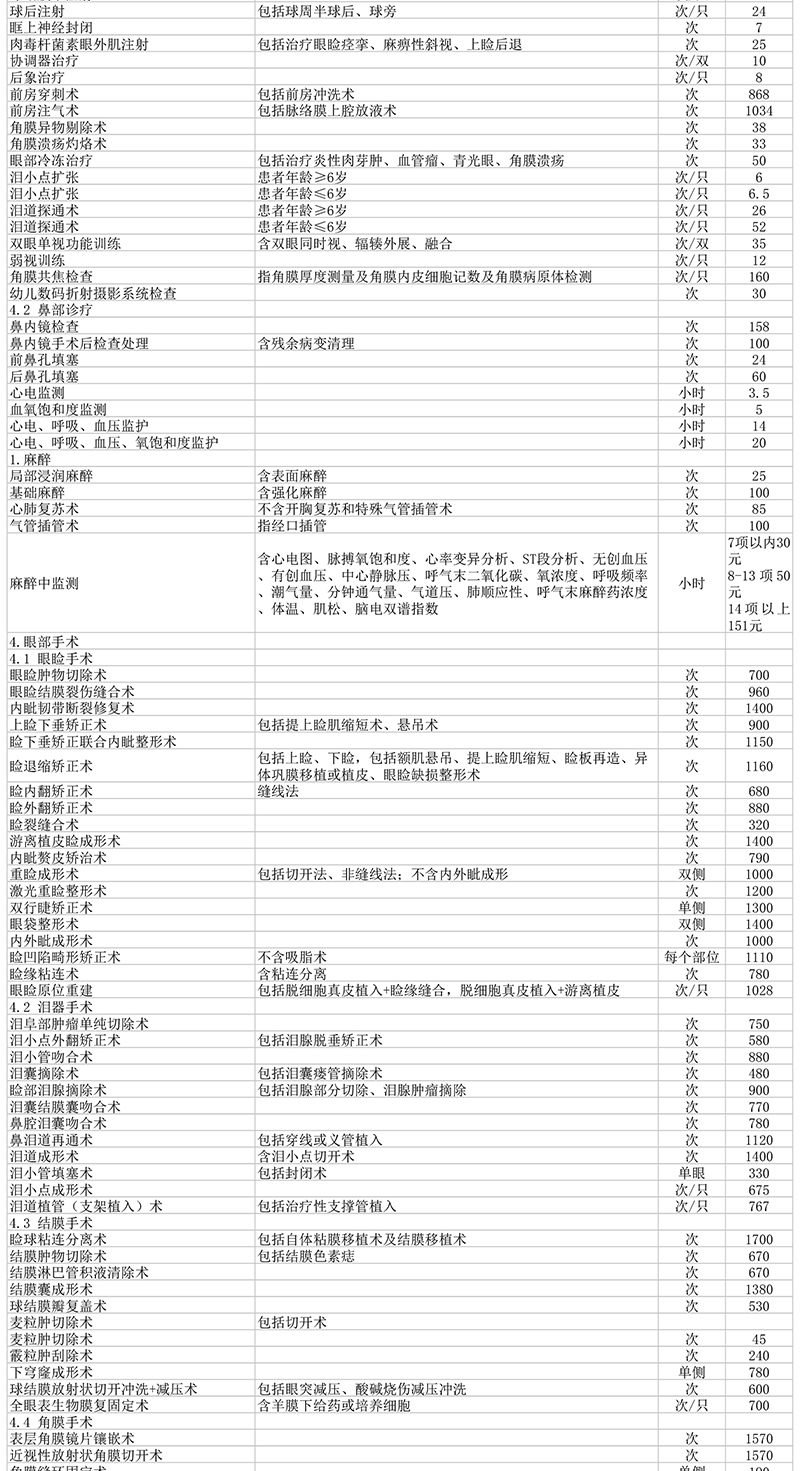 球后注射 包括球周半球后、球旁 次/只 24
眶上神经封闭 次 7
肉毒杆菌素眼外肌注射 包括治疗眼睑痉挛、麻痹性斜视、上睑后退 次 25
协调器治疗 次/双 10
后象治疗 次/只 8
前房穿刺术 包括前房冲洗术 次 868
前房注气术 包括脉络膜上腔放液术 次 1034
角膜异物剔除术 次 38
角膜溃疡灼烙术 次 33
眼部冷冻治疗 包括治疗炎性肉芽肿、血管瘤、青光眼、角膜溃疡 次 50
泪小点扩张 患者年龄≥6岁 次/只 6
泪小点扩张 患者年龄≤6岁 次/只 6.5
泪道探通术 患者年龄≥6岁 次/只 26
泪道探通术 患者年龄≤6岁 次/只 52
双眼单视功能训练 含双眼同时视、辐辏外展、融合 次/双 35
弱视训练 次/只 12
角膜共焦检查 指角膜厚度测量及角膜内皮细胞记数及角膜病原体检测 次/只 160
幼儿数码折射摄影系统检查 次 30
4.2 鼻部诊疗
鼻内镜检查 次 158
鼻内镜手术后检查处理 含残余病变清理 次 100
前鼻孔填塞 次 24
后鼻孔填塞 次 60
心电监测 小时 3.5
血氧饱和度监测 小时 5
心电、呼吸、血压监护 小时 14
心电、呼吸、血压、氧饱和度监护 小时 20
1.麻醉
局部浸润麻醉 含表面麻醉 次 25
基础麻醉 含强化麻醉 次 100
心肺复苏术 不含开胸复苏和特殊气管插管术 次 85
气管插管术 指经口插管 次 100
麻醉中监测 含心电图、脉搏氧饱和度、心率变异分析、ST段分析、无创血压
、有创血压、中心静脉压、呼气末二氧化碳、氧浓度、呼吸频率
、潮气量、分钟通气量、气道压、肺顺应性、呼气末麻醉药浓度
、体温、肌松、脑电双谱指数 小时 7项以内30
元
8-13 项 50
元
14 项 以 上
151元
4.眼部手术
4.1 眼睑手术
眼睑肿物切除术 次 700
眼睑结膜裂伤缝合术 次 960
内眦韧带断裂修复术 次 1400
上睑下垂矫正术 包括提上睑肌缩短术、悬吊术 次 900
睑下垂矫正联合内眦整形术 次 1150
睑退缩矫正术 包括上睑、下睑，包括额肌悬吊、提上睑肌缩短、睑板再造、异
体巩膜移植或植皮、眼睑缺损整形术 次 1160
睑内翻矫正术 缝线法 次 680
睑外翻矫正术 次 880
睑裂缝合术 次 320
游离植皮睑成形术 次 1400
内眦赘皮矫治术 次 790
重睑成形术 包括切开法、非缝线法；不含内外眦成形 双侧 1000
激光重睑整形术 次 1200
双行睫矫正术 单侧 1300
眼袋整形术 双侧 1400
内外眦成形术 次 1000
睑凹陷畸形矫正术 不含吸脂术 每个部位 1110
睑缘粘连术 含粘连分离 次 780
眼睑原位重建 包括脱细胞真皮植入+睑缘缝合，脱细胞真皮植入+游离植皮 次/只 1028
4.2 泪器手术
泪阜部肿瘤单纯切除术 次 750
泪小点外翻矫正术 包括泪腺脱垂矫正术 次 580
泪小管吻合术 次 880
泪囊摘除术 包括泪囊瘘管摘除术 次 480
睑部泪腺摘除术 包括泪腺部分切除、泪腺肿瘤摘除 次 900
泪囊结膜囊吻合术 次 770
鼻腔泪囊吻合术 次 780
鼻泪道再通术 包括穿线或义管植入 次 1120
泪道成形术 含泪小点切开术 次 1400
泪小管填塞术 包括封闭术 单眼 330
泪小点成形术 次/只 675
泪道植管（支架植入）术 包括治疗性支撑管植入 次/只 767
4.3 结膜手术
睑球粘连分离术 包括自体粘膜移植术及结膜移植术 次 1700
结膜肿物切除术 包括结膜色素痣 次 670
结膜淋巴管积液清除术 次 670
结膜囊成形术 次 1380
球结膜瓣复盖术 次 530
麦粒肿切除术 包括切开术
麦粒肿切除术 次 45
霰粒肿刮除术 次 240
下穹窿成形术 单侧 780
球结膜放射状切开冲洗+减压术 包括眼突减压、酸碱烧伤减压冲洗 次 600
全眼表生物膜复固定术 含羊膜下给药或培养细胞 次/只 700
4.4 角膜手术
表层角膜镜片镶嵌术 次 1570
近视性放射状角膜切开术 次 1570